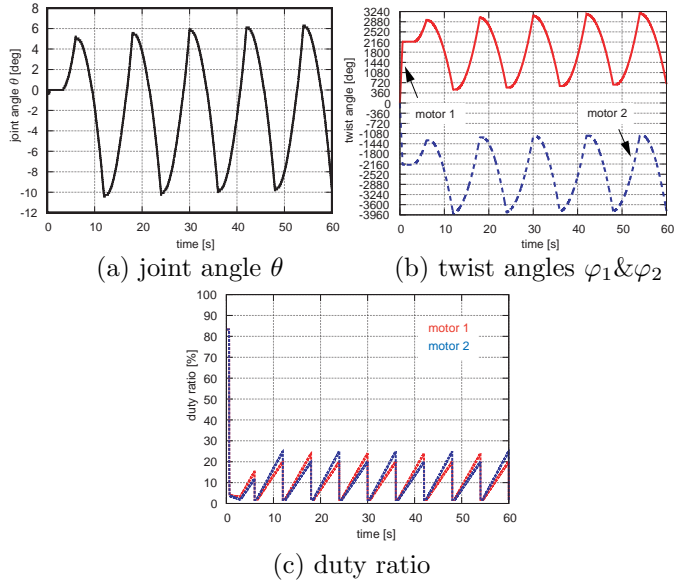 8
6
4
2
0
-2
-4
-6
-8
-10
-12
joint angle θ [deg]
0 10 20 30 40 50 60
time [s]
(a) joint angle θ
3240
2880
2520
2160
1800
1440
1080
720
360
0
-360
-720
-1080
-1440
-1800
-2160
-2520
-2880
-3240
-3600
-3960
twist angle [deg]
motor 1
motor 2
0 10 20 30 40 50 60
time [s]
(b) twist angles φ₁&φ₂
100
90
80
70
60
50
40
30
20
10
0
duty ratio [%]
motor 1
motor 2
0 10 20 30 40 50 60
time [s]
(c) duty ratio